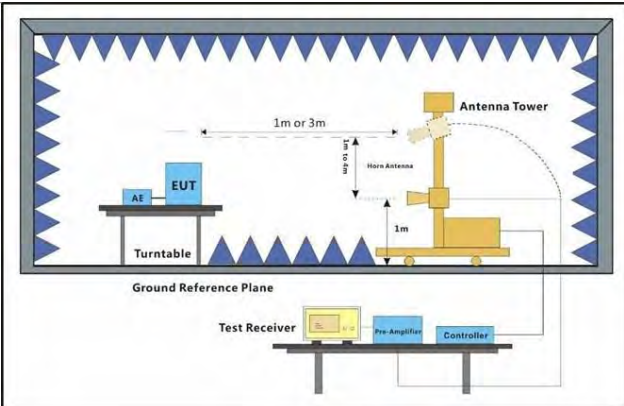 Antenna Tower
1m or 3m
1m to 4m
Horn Antenna
EUT
AE
1m
Turntable
Ground Reference Plane
Test Receiver
Pre-Amplifier
Controller